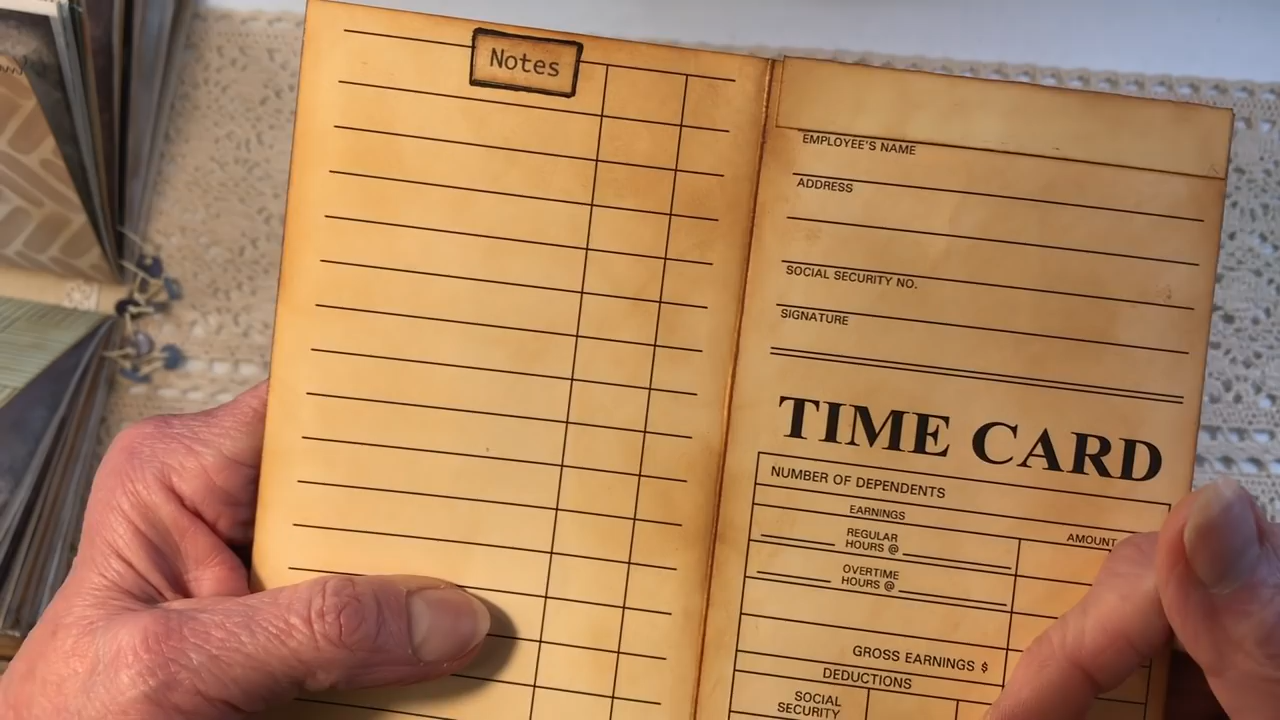 Notes
EMPLOYEE'S NAME
ADDRESS
SOCIAL SECURITY NO.
SIGNATURE
TIME CARD
NUMBER OF DEPENDENTS
EARNINGS
AMOUNT
REGULAR
HOURS @
OVERTIME
HOURS @
GROSS EARNINGS $
DEDUCTIONS
SOCIAL
SECURITY